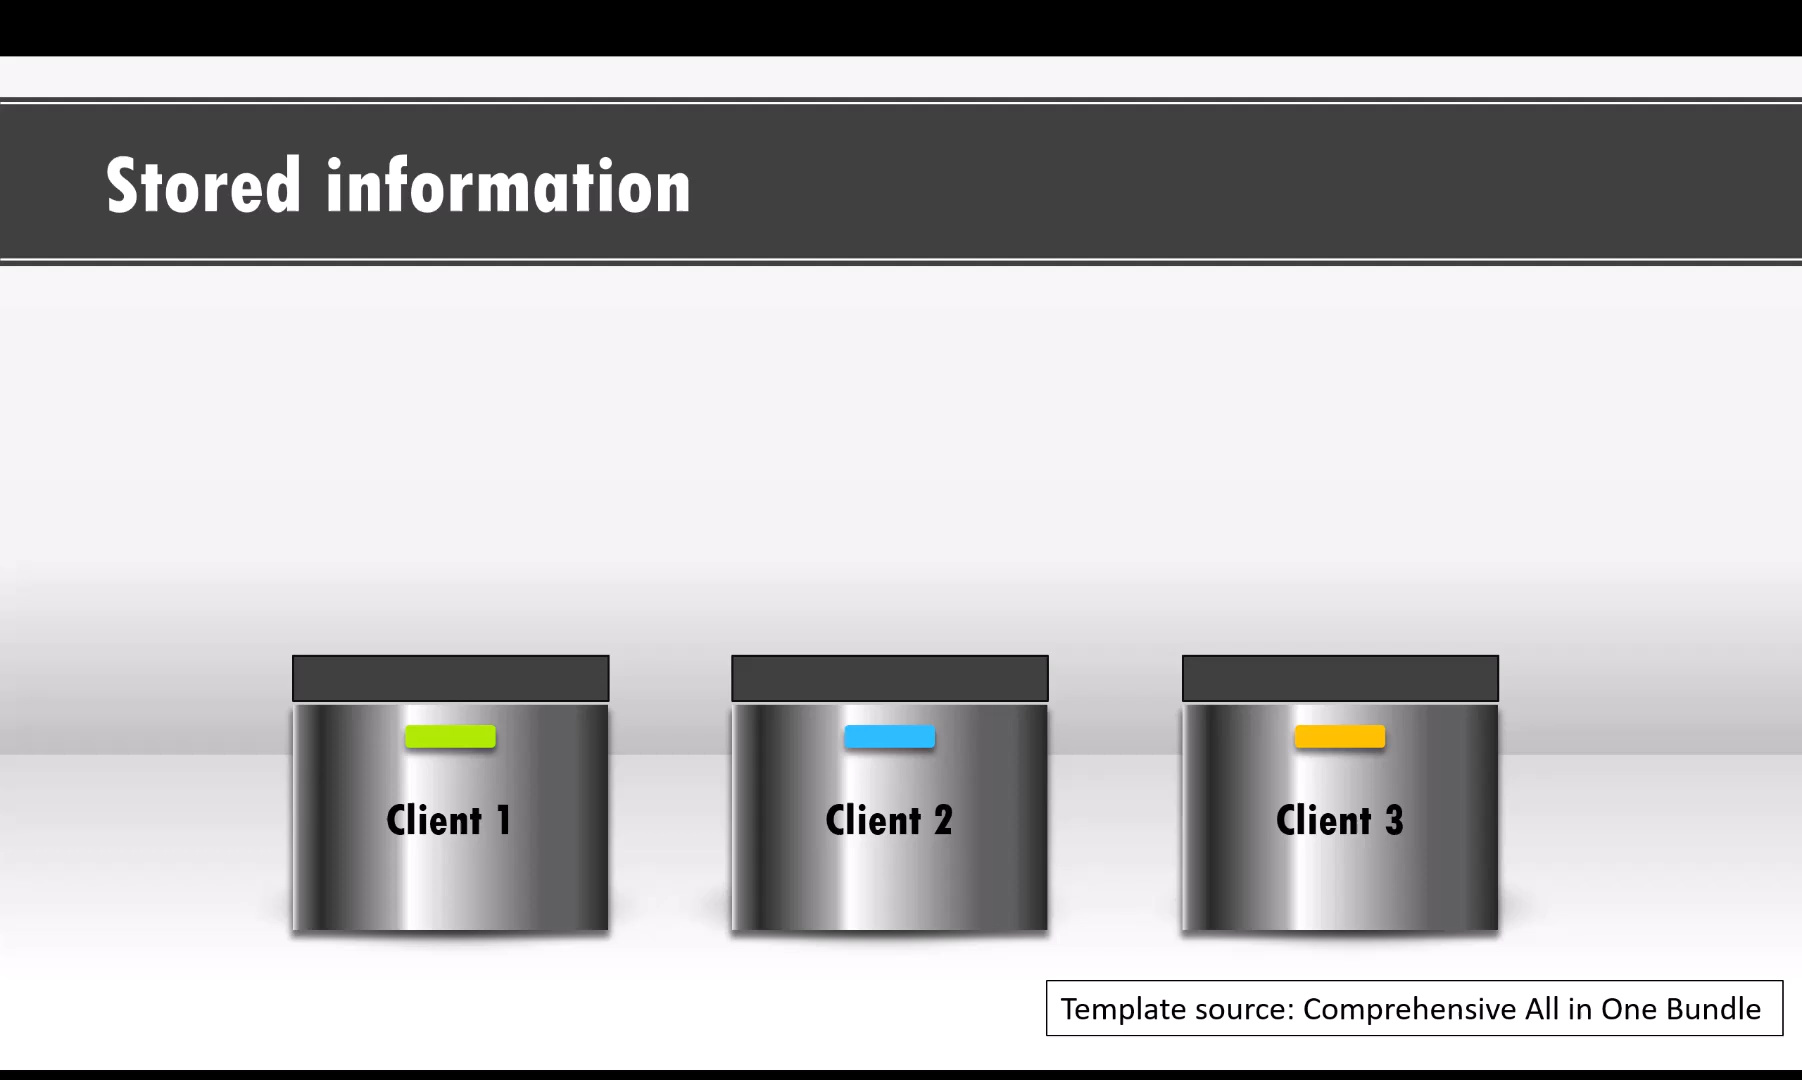 Stored information
Client 1
Client 2
Client 3
Template source: Comprehensive All in One Bundle